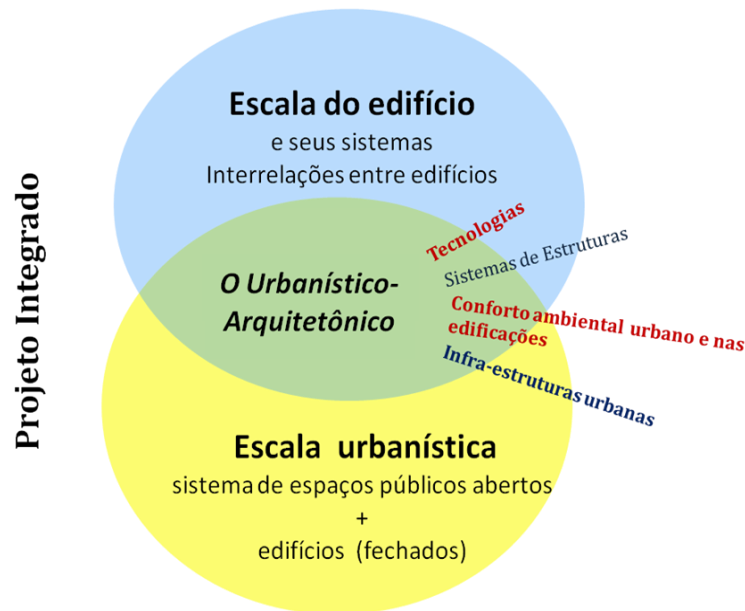 Projeto Integrado
Escala do edifício
e seus sistemas
Interrelações entre edifícios
O Urbanístico-
Arquitetônico
Tecnologias
Sistemas de Estruturas
Conforto ambiental urbano e nas
edificações
Infra-estruturas urbanas
Escala urbanística
sistema de espaços públicos abertos
+
edifícios (fechados)